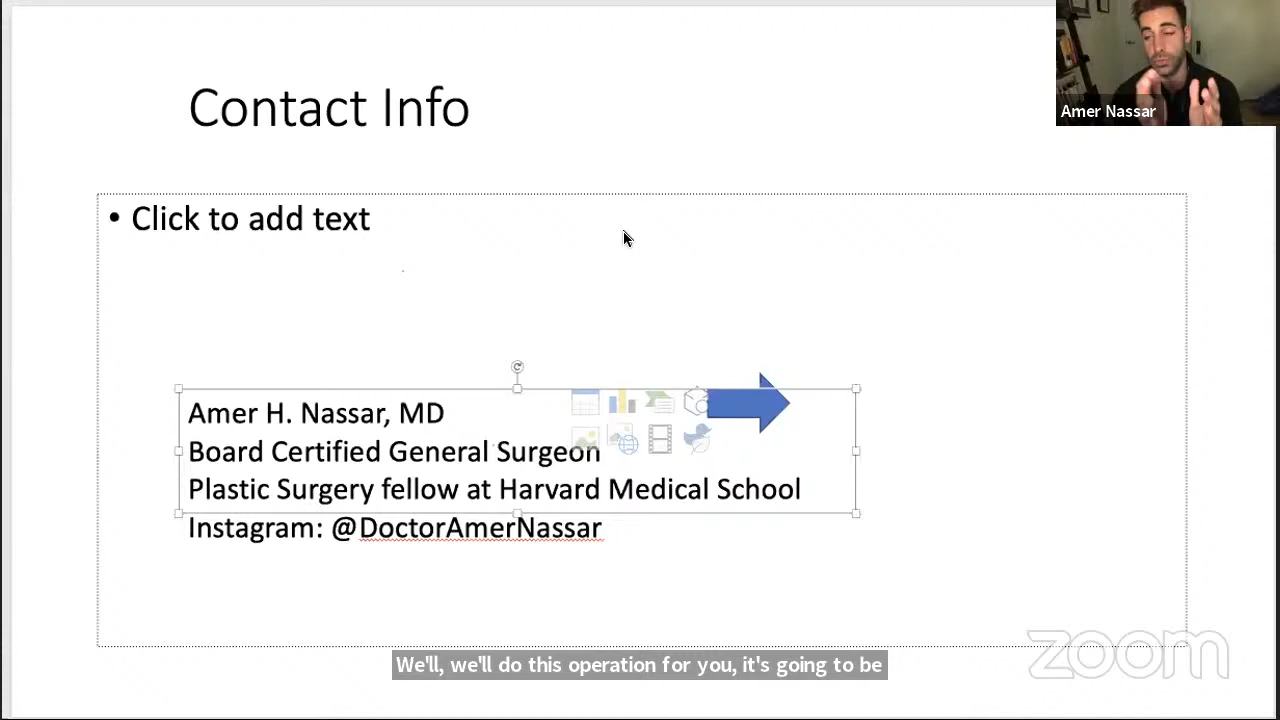 Contact Info
Amer Nassar
• Click to add text
Amer H. Nassar, MD
Board Certified General Surgeon
Plastic Surgery fellow at Harvard Medical School
Instagram: @DoctorAmerNassar
zoom
We'll, we'll do this operation for you, it's going to be